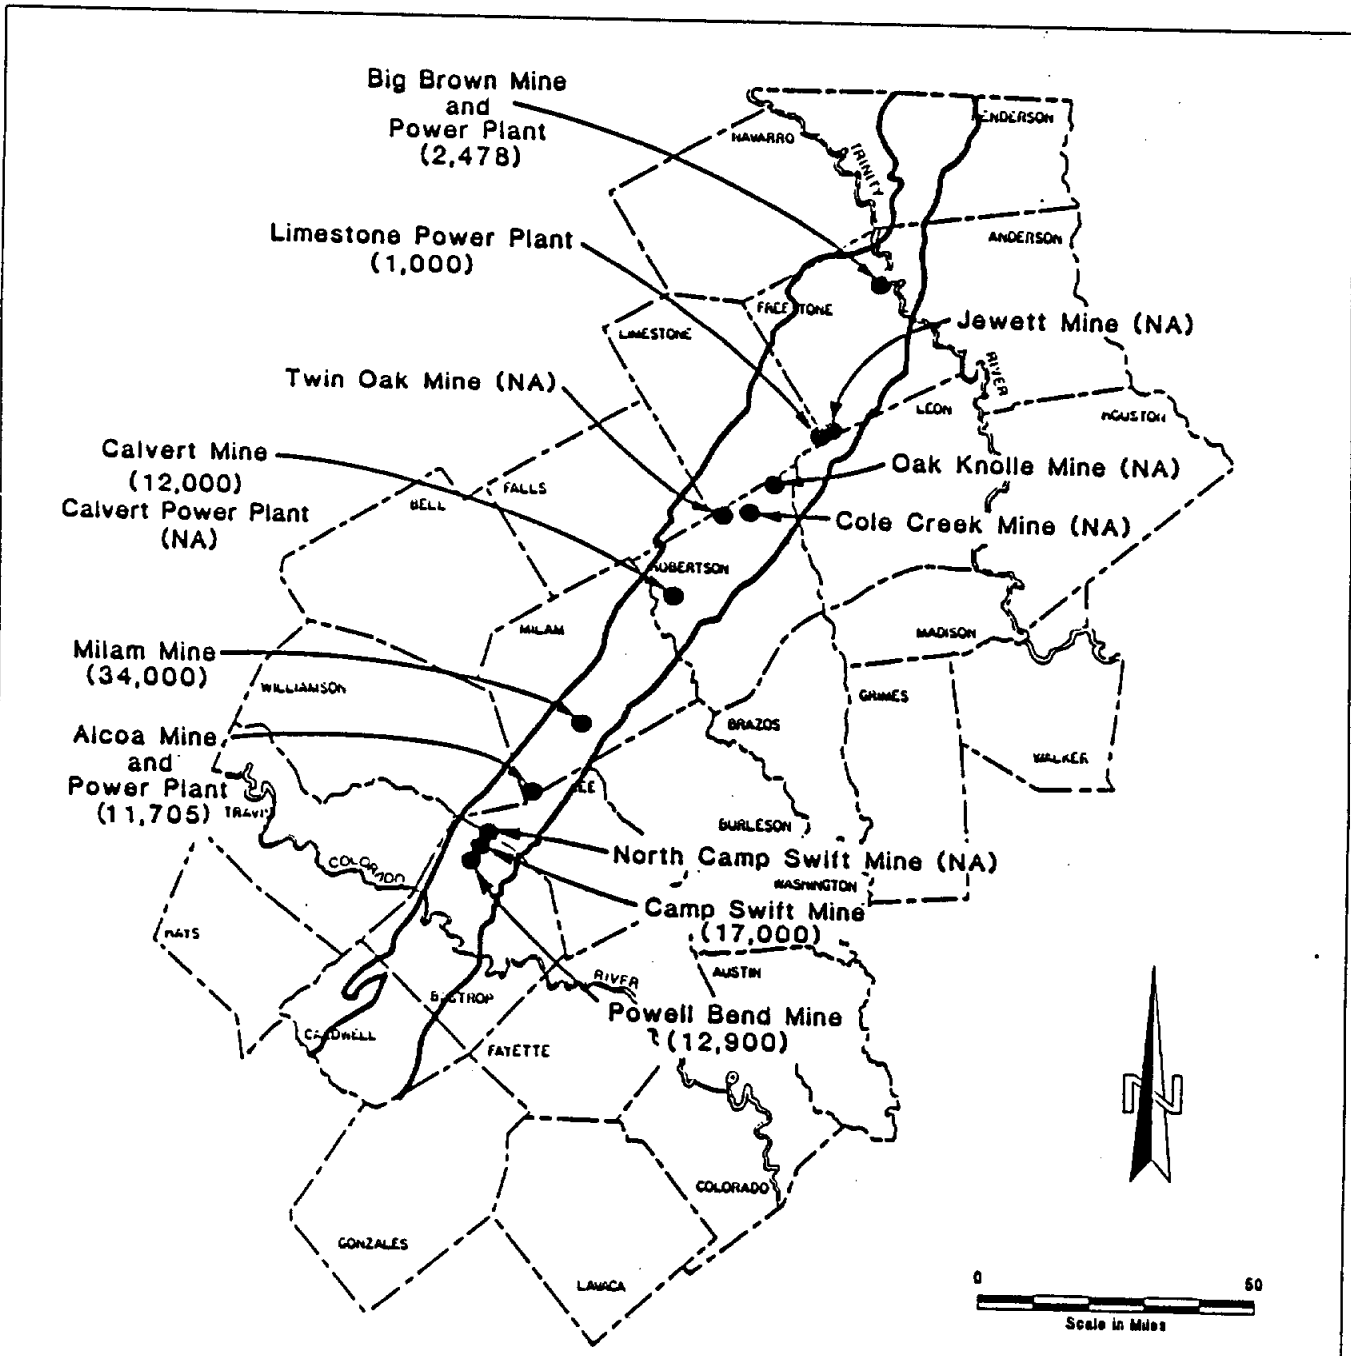 Big Brown Mine
and
Power Plant
(2,478)
NAVARRO
TRINITY
ENDERSON
Limestone Power Plant
(1,000)
ANDERSON
FREESTONE
LIMESTONE
Jewett Mine (NA)
RIVER
Twin Oak Mine (NA)
LEON
HOUSTON
Calvert Mine
(12,000)
Calvert Power Plant
(NA)
Oak Knolle Mine (NA)
FALLS
BELL
Cole Creek Mine (NA)
ROBERTSON
MILAM
MADISON
Milam Mine
(34,000)
WILLIAMSON
GRIMES
BRAZOS
WALKER
Alcoa Mine
and
Power Plant
(11,705)
TRAVIS
EE
BURLESON
COLORADO
North Camp Swift Mine (NA)
WASHINGTON
Camp Swift Mine
(17,000)
HAYS
AUSTIN
RIVER
BASTROP
Powell Bend Mine
(12,900)
CALDWELL
FAYETTE
N
COLORADO
GONZALES
LAVACA
0 50
Scale in Miles